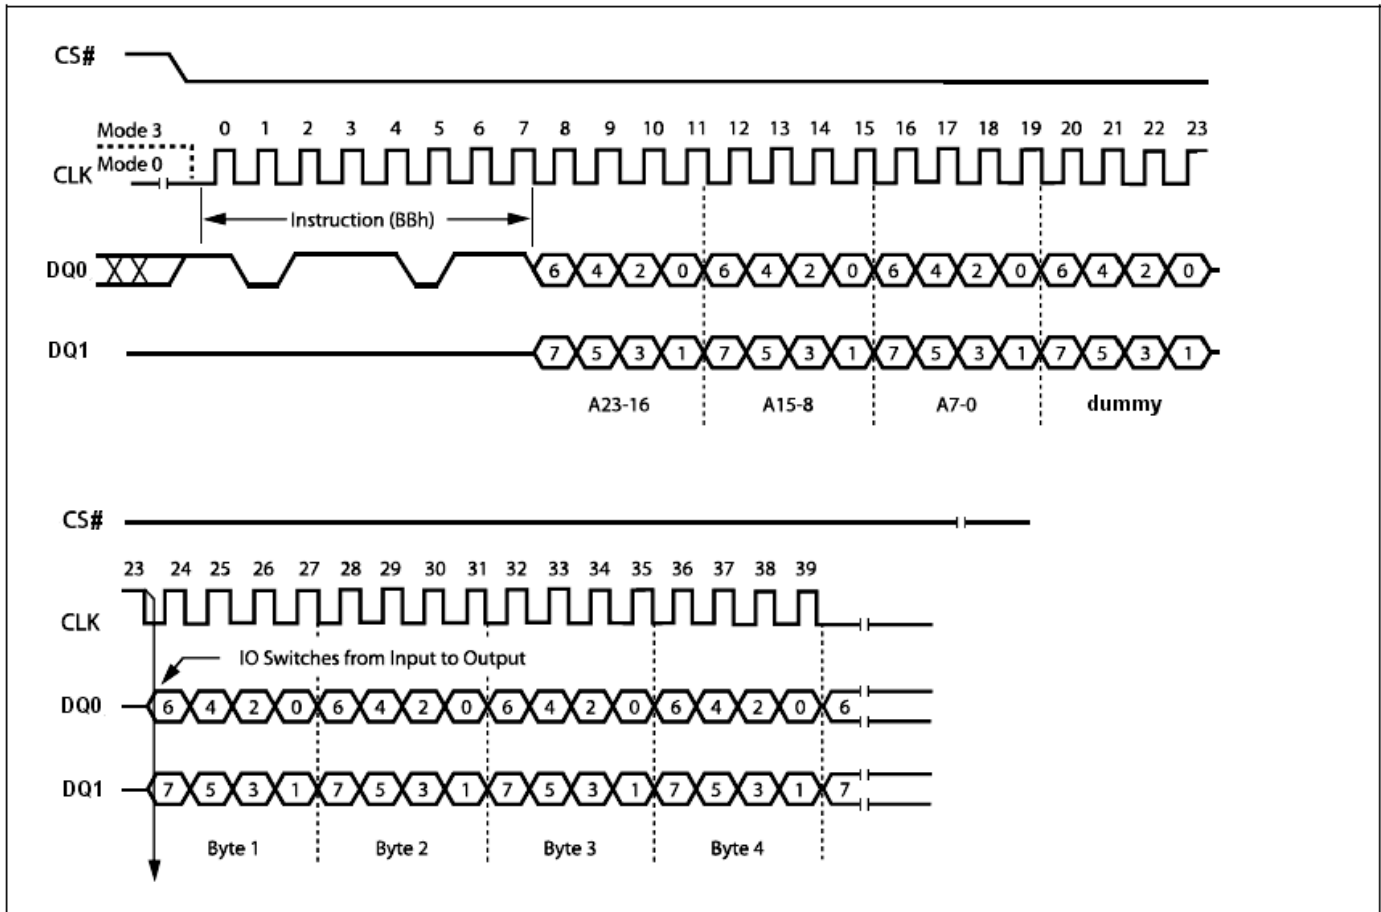 CS#
Mode 3 0 1 2 3 4 5 6 7 8 9 10 11 12 13 14 15 16 17 18 19 20 21 22 23
Mode 0
CLK
Instruction (BBh)
DQ0 6 4 2 0 6 4 2 0 6 4 2 0 6 4 2 0
DQ1 7 5 3 1 7 5 3 1 7 5 3 1 7 5 3 1
A23-16 A15-8 A7-0 dummy
CS#
23 24 25 26 27 28 29 30 31 32 33 34 35 36 37 38 39
CLK
IO Switches from Input to Output
DQ0 6 4 2 0 6 4 2 0 6 4 2 0 6 4 2 0 6
DQ1 7 5 3 1 7 5 3 1 7 5 3 1 7 5 3 1 7
Byte 1 Byte 2 Byte 3 Byte 4